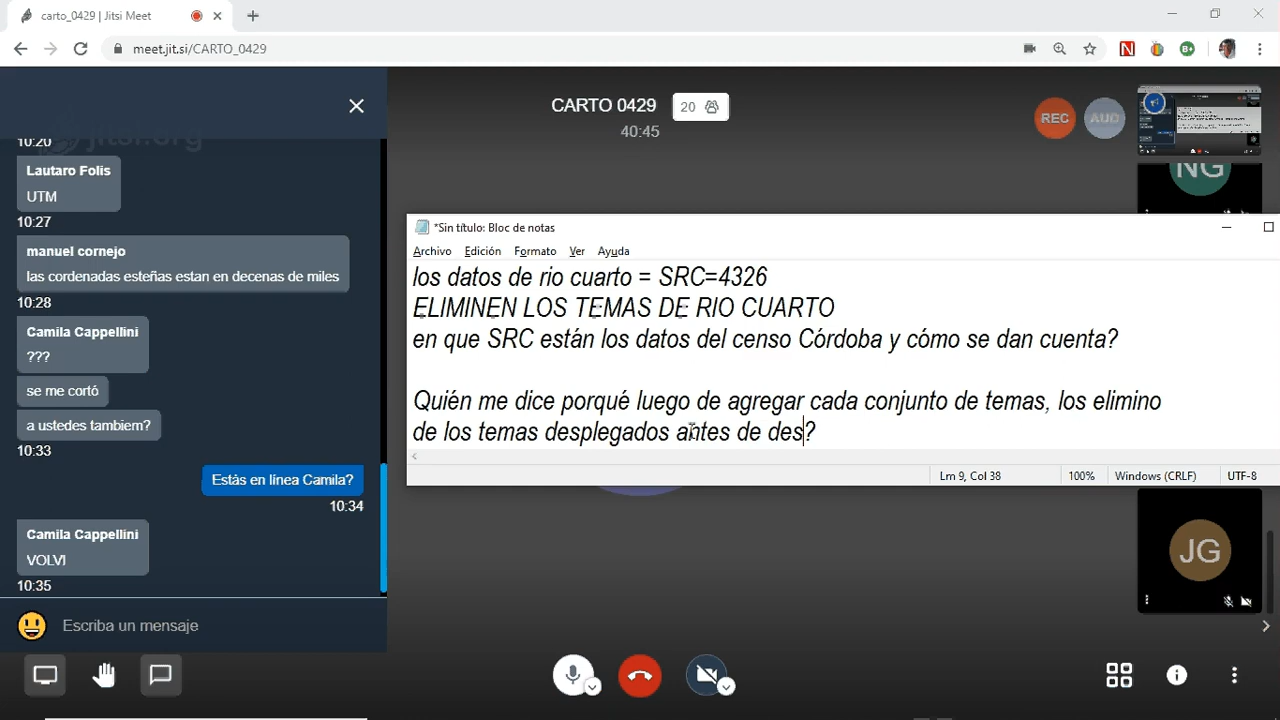 carto_0429 | Jitsi Meet
meet.jit.si/CARTO_0429
jitsi.org
10:20
Lautaro Folis
UTM
10:27
manuel cornejo
las cordenadas esteñas estan en decenas de miles
10:28
Camila Cappellini
???
se me cortó
a ustedes tambiem?
10:33
Estás en línea Camila?
10:34
Camila Cappellini
VOLVI
10:35
Escriba un mensaje
CARTO 0429
20
40:45
REC
AUD
NG
*Sin título: Bloc de notas
Archivo Edición Formato Ver Ayuda
los datos de rio cuarto = SRC=4326
ELIMINEN LOS TEMAS DE RIO CUARTO
en que SRC están los datos del censo Córdoba y cómo se dan cuenta?
Quién me dice porqué luego de agregar cada conjunto de temas, los elimino
de los temas desplegados antes de des?
Lm 9, Col 38
100%
Windows (CRLF)
UTF-8
JG